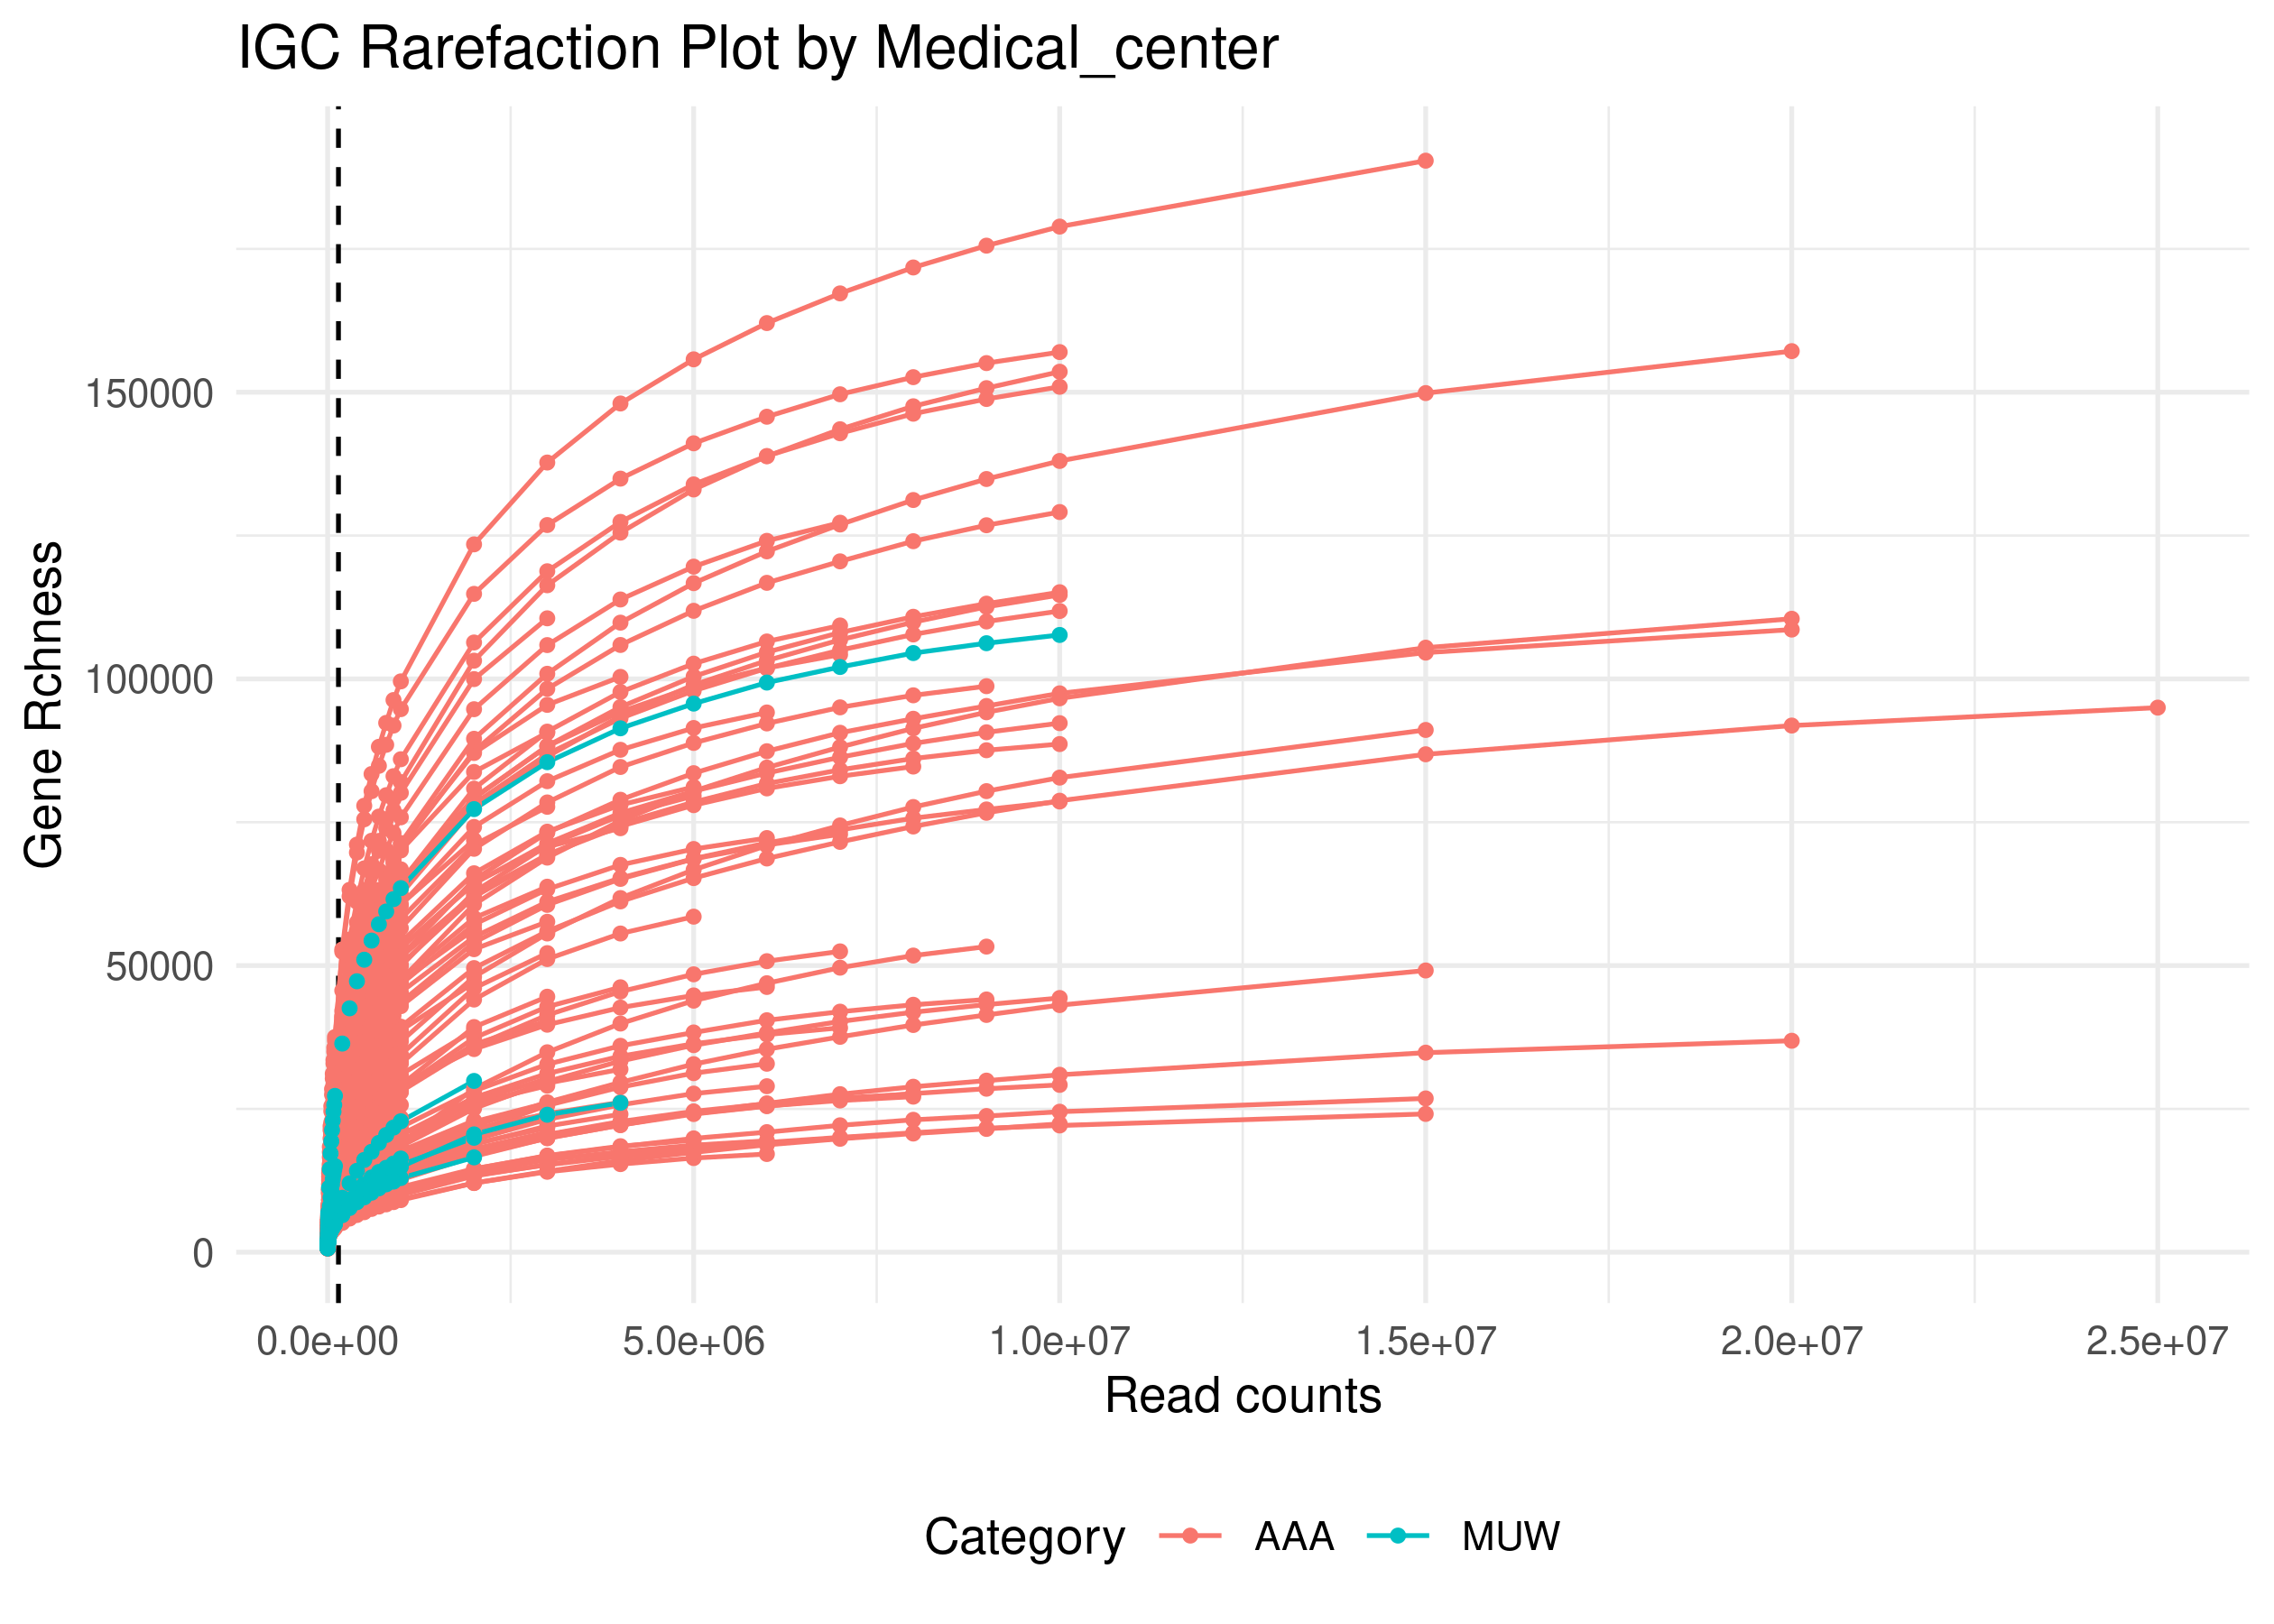 IGC Rarefaction Plot by Medical_center
Gene Rchness
150000
100000
50000
0
0.0e+00 5.0e+06 1.0e+07 1.5e+07 2.0e+07 2.5e+07
Read counts
Category AAA MUW